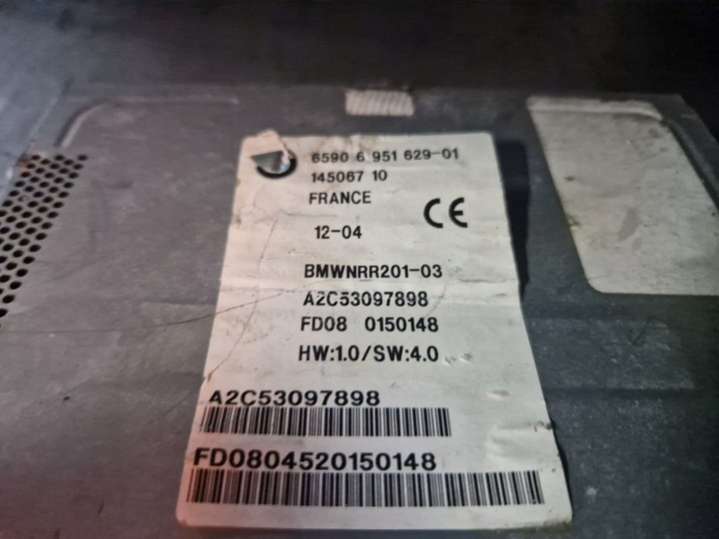 6590 6 951 629-01
145067 10
FRANCE
CE
12-04
BMWNRR201-03
A2C53097898
FD08 0150148
HW:1.0/SW:4.0
A2C53097898
FD0804520150148